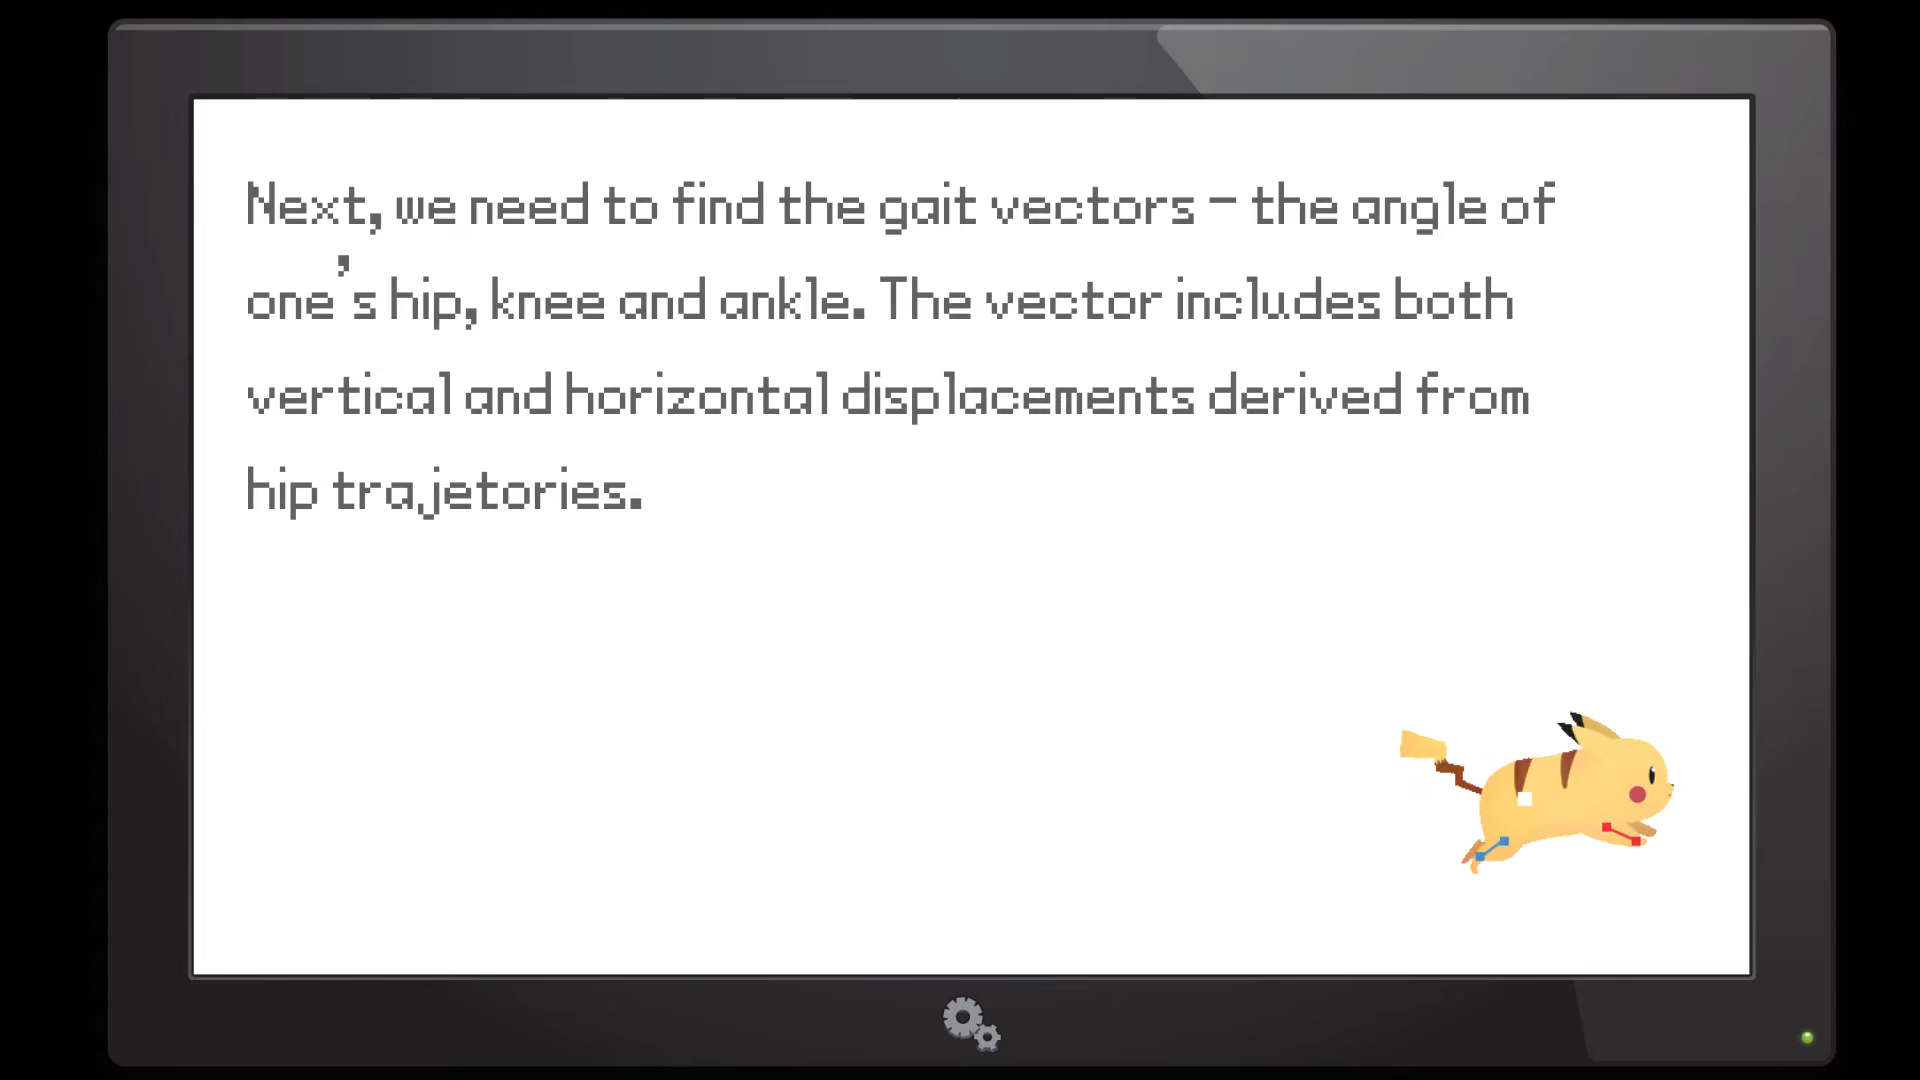 Next, we need to find the gait vectors - the angle of
one's hip, knee and ankle. The vector includes both
vertical and horizontal displacements derived from
hip trajetories.